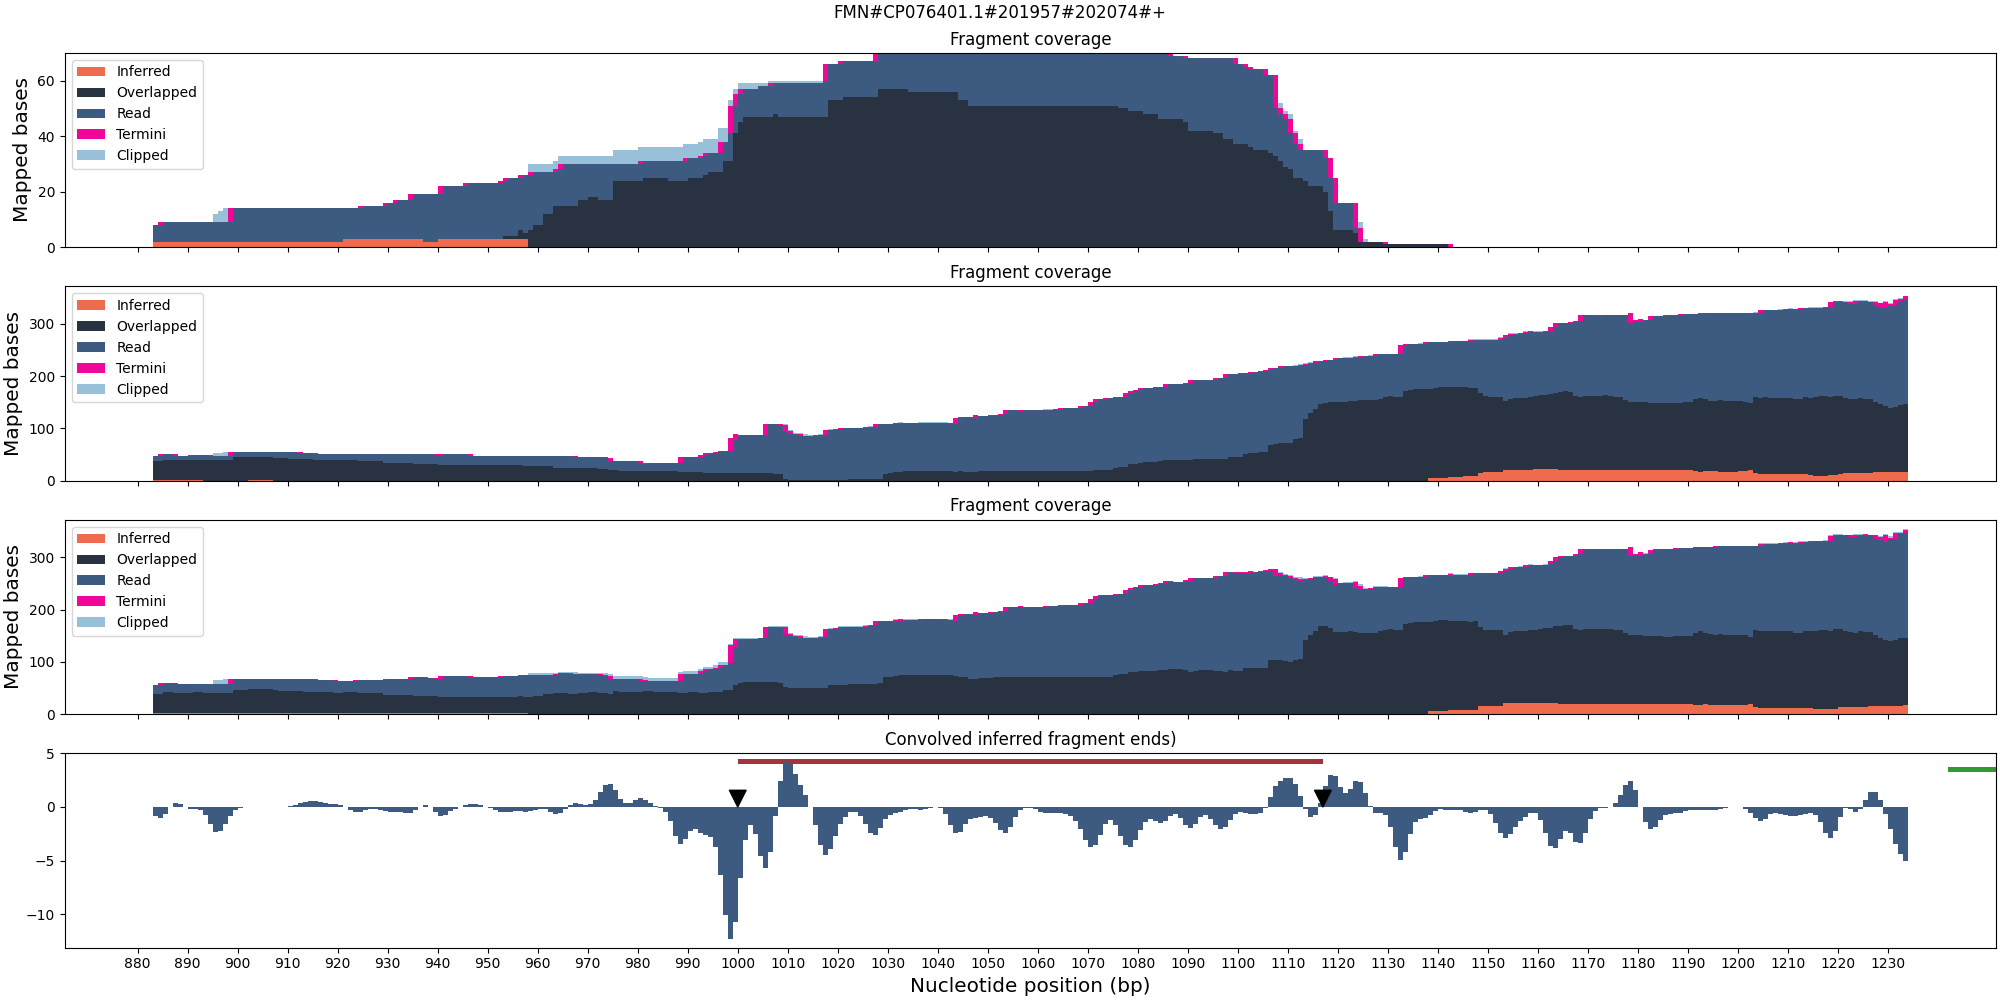 FMN#CP076401.1#201957#202074#+
Fragment coverage
Mapped bases
60
40
20
0
Inferred
Overlapped
Read
Termini
Clipped
Fragment coverage
Mapped bases
300
200
100
0
Inferred
Overlapped
Read
Termini
Clipped
Fragment coverage
Mapped bases
300
200
100
0
Inferred
Overlapped
Read
Termini
Clipped
Convolved inferred fragment ends)
5
0
−5
−10
880 890 900 910 920 930 940 950 960 970 980 990 1000 1010 1020 1030 1040 1050 1060 1070 1080 1090 1100 1110 1120 1130 1140 1150 1160 1170 1180 1190 1200 1210 1220 1230
Nucleotide position (bp)